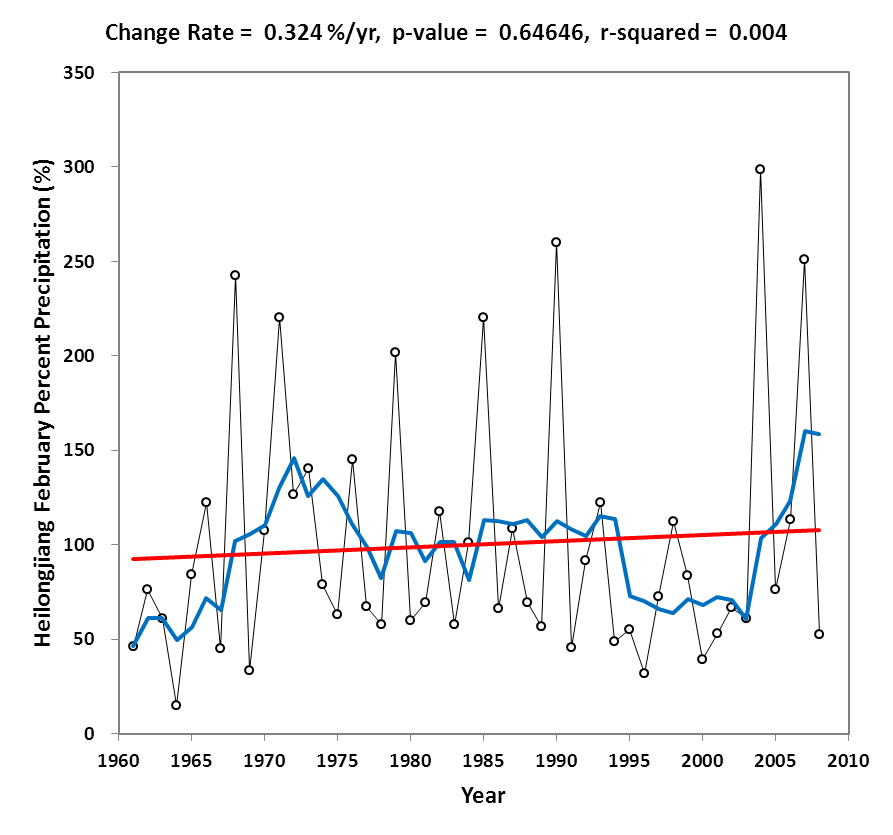 Change Rate = 0.324 %/yr, p-value = 0.64646, r-squared = 0.004
350
300
250
200
150
100
50
0
Heilongjiang February Percent Precipitation (%)
1960 1965 1970 1975 1980 1985 1990 1995 2000 2005 2010
Year